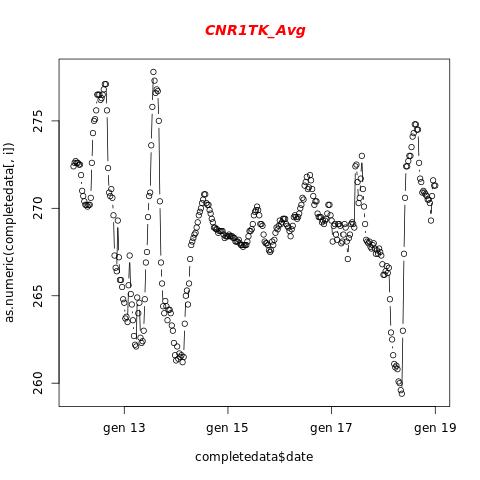 CNR1TK_Avg
as.numeric(completedata[, i])
275
270
265
260
gen 13
gen 15
gen 17
gen 19
completedata$date